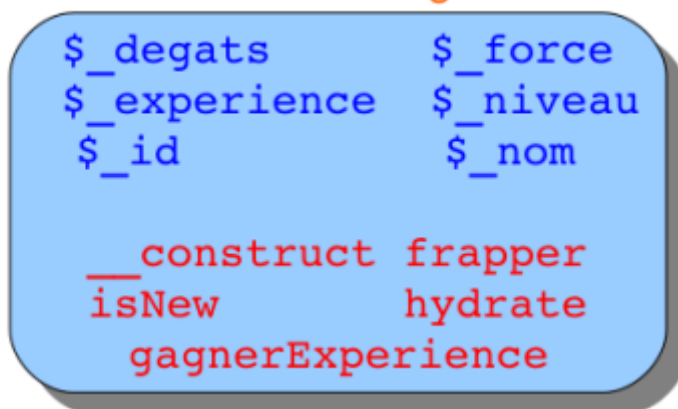 $_degats $_force
$_experience $_niveau
$_id $_nom
__construct frapper
isNew hydrate
gagnerExperience